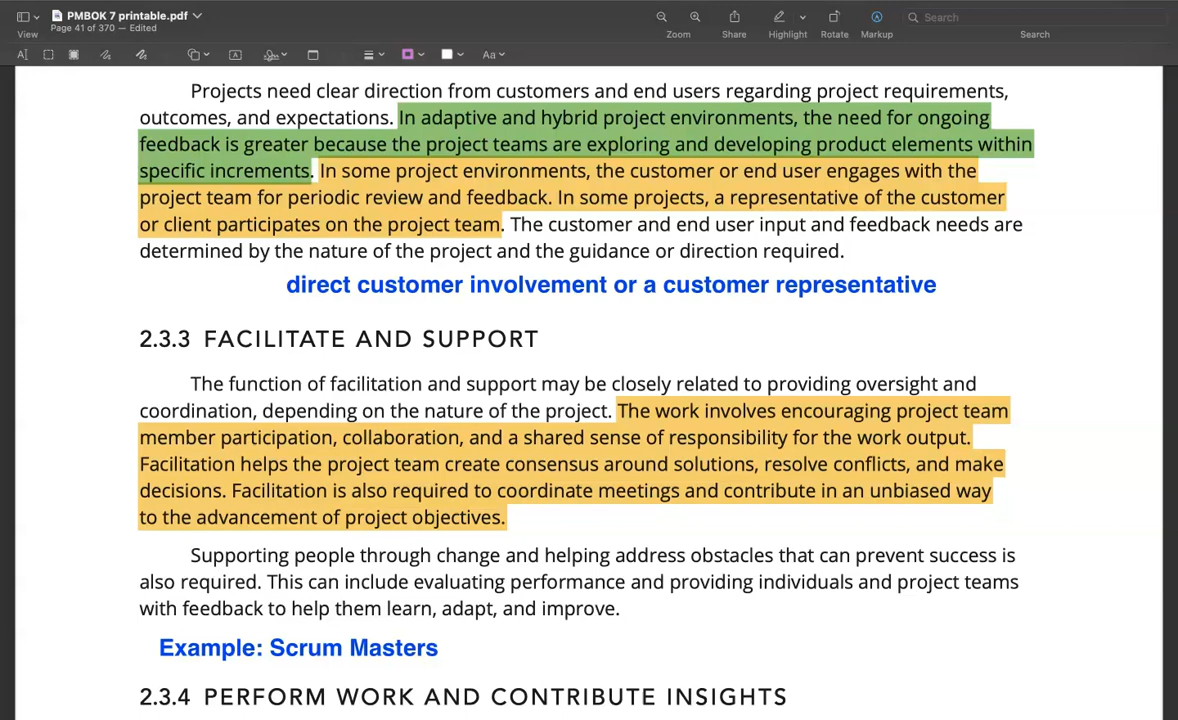 PMBOK 7 printable.pdf
Page 41 of 370 — Edited
View
Zoom
Share
Highlight
Rotate
Markup
Search
Search
A
Aa
Projects need clear direction from customers and end users regarding project requirements,
outcomes, and expectations. In adaptive and hybrid project environments, the need for ongoing
feedback is greater because the project teams are exploring and developing product elements within
specific increments. In some project environments, the customer or end user engages with the
project team for periodic review and feedback. In some projects, a representative of the customer
or client participates on the project team. The customer and end user input and feedback needs are
determined by the nature of the project and the guidance or direction required.
direct customer involvement or a customer representative
2.3.3 FACILITATE AND SUPPORT
The function of facilitation and support may be closely related to providing oversight and
coordination, depending on the nature of the project. The work involves encouraging project team
member participation, collaboration, and a shared sense of responsibility for the work output.
Facilitation helps the project team create consensus around solutions, resolve conflicts, and make
decisions. Facilitation is also required to coordinate meetings and contribute in an unbiased way
to the advancement of project objectives.
Supporting people through change and helping address obstacles that can prevent success is
also required. This can include evaluating performance and providing individuals and project teams
with feedback to help them learn, adapt, and improve.
Example: Scrum Masters
2.3.4 PERFORM WORK AND CONTRIBUTE INSIGHTS